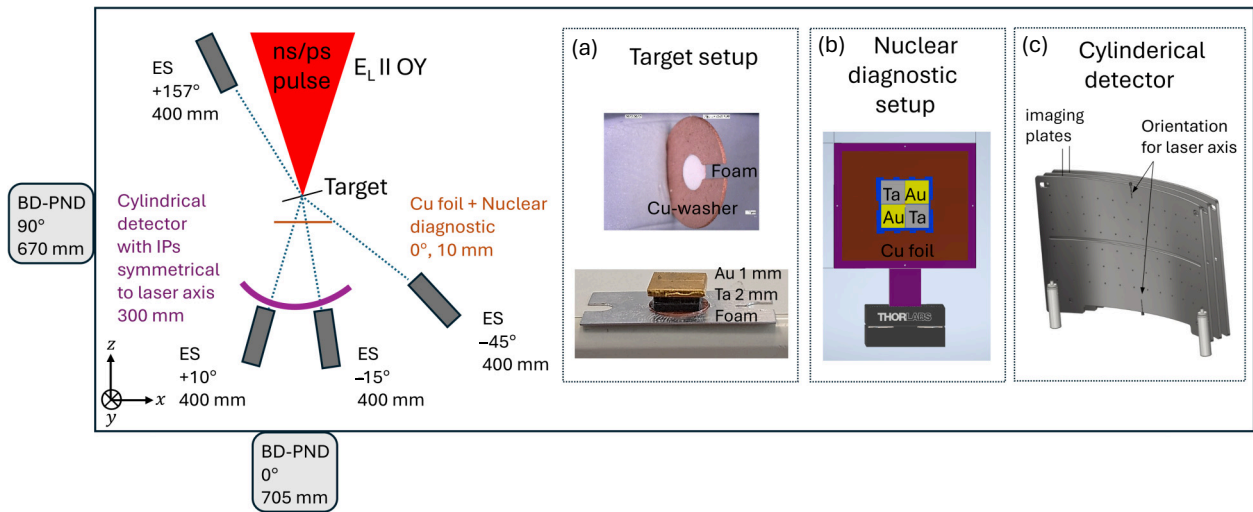 ns/ps
pulse
E_L II OY
ES
+157°
400 mm
Target
BD-PND
90°
670 mm
Cylindrical
detector
with IPs
symmetrical
to laser axis
300 mm
Cu foil + Nuclear
diagnostic
0°, 10 mm
ES
−45°
400 mm
ES
+10°
400 mm
ES
−15°
400 mm
z
x
y
BD-PND
0°
705 mm
(a)
Target setup
Foam
Cu-washer
Au 1 mm
Ta 2 mm
Foam
(b)
Nuclear
diagnostic
setup
Ta Au
Au Ta
Cu foil
THORLABS
(c)
Cylinderical
detector
imaging
plates
Orientation
for laser axis